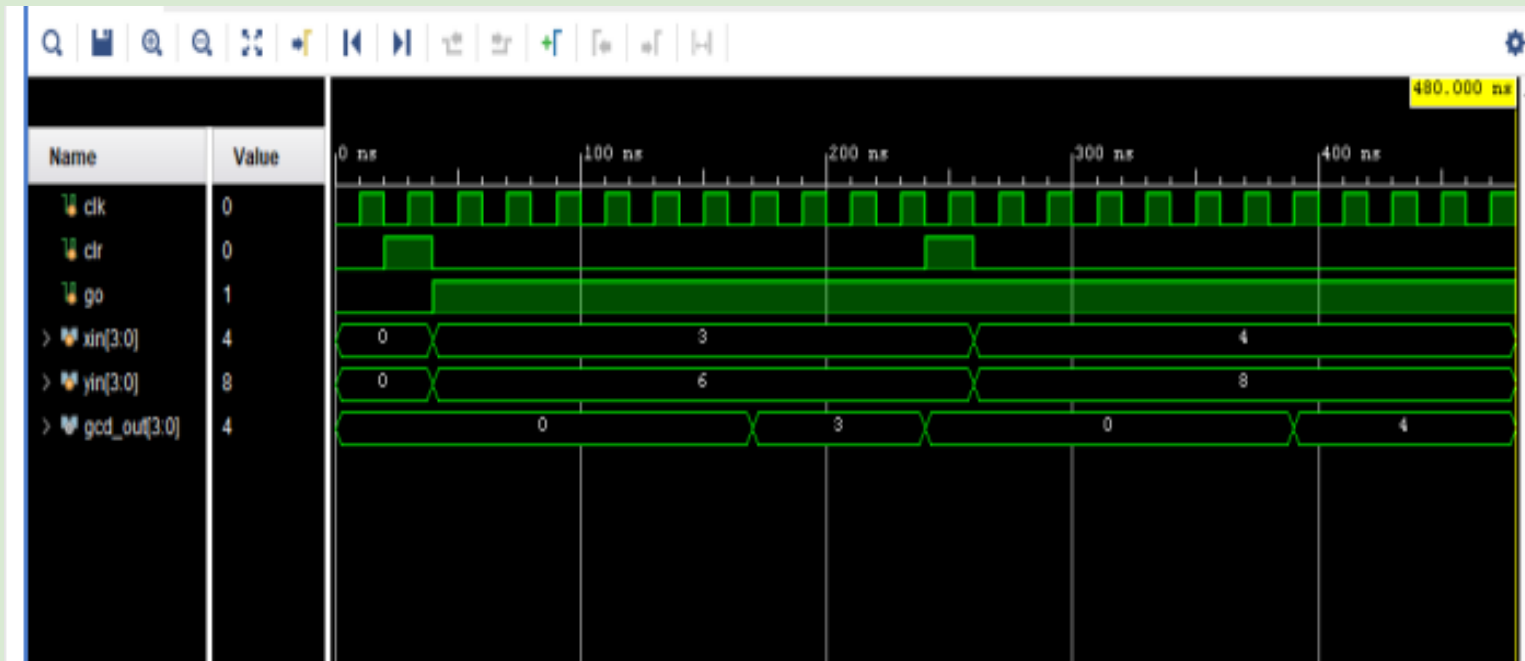 480.000 ns
Name Value 0 ns 100 ns 200 ns 300 ns 400 ns
clk 0
clr 0
go 1
xin[3:0] 4 0 3 4
yin[3:0] 8 0 6 8
gcd_out[3:0] 4 0 3 0 4